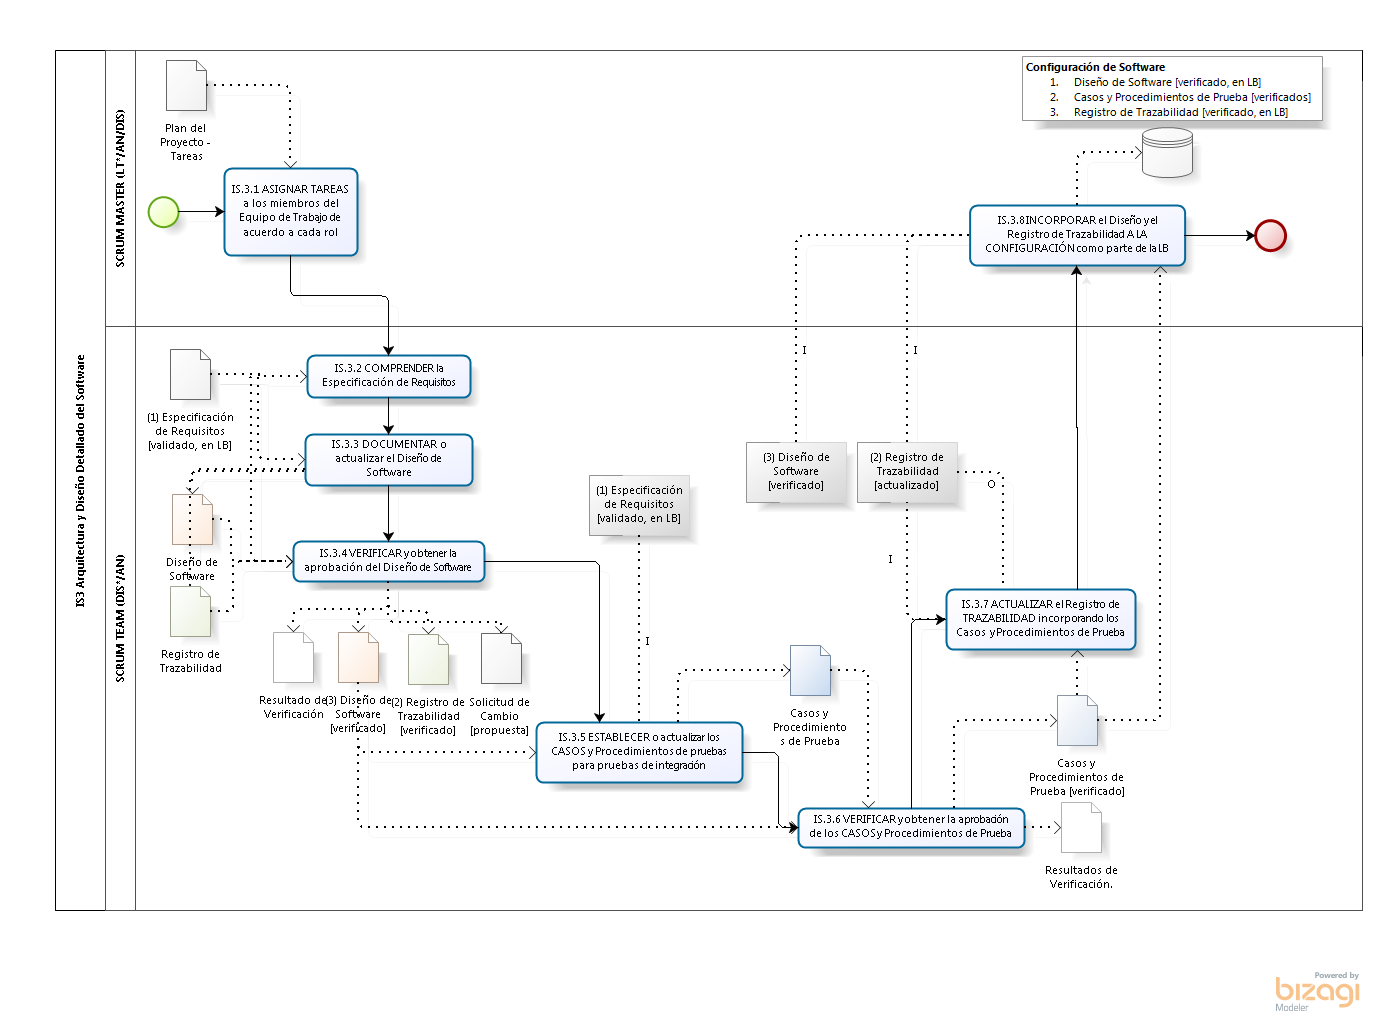 IS3 Arquitectura y Diseño Detallado del Software
SCRUM MASTER (LT*/AN/DIS)
Plan del
Proyecto -
Tareas
IS.3.1 ASIGNAR TAREAS
a los miembros del
Equipo de Trabajo de
acuerdo a cada rol
Configuración de Software
1. Diseño de Software [verificado, en LB]
2. Casos y Procedimientos de Prueba [verificados]
3. Registro de Trazabilidad [verificado, en LB]
IS.3.8 INCORPORAR el Diseño y el
Registro de Trazabilidad A LA
CONFIGURACIÓN como parte de la LB
SCRUM TEAM (DIS*/AN)
(1) Especificación
de Requisitos
[validado, en LB]
IS.3.2 COMPRENDER la
Especificación de Requisitos
IS.3.3 DOCUMENTAR o
actualizar el Diseño de
Software
Diseño de
Software
Registro de
Trazabilidad
IS.3.4 VERIFICAR y obtener la
aprobación del Diseño de Software
Resultado de
Verificación
(3) Diseño de
Software
[verificado]
(2) Registro de
Trazabilidad
[verificado]
Solicitud de
Cambio
[propuesta]
(1) Especificación
de Requisitos
[validado, en LB]
I
IS.3.5 ESTABLECER o actualizar los
CASOS y Procedimientos de pruebas
para pruebas de integración
Casos y
Procedimiento
s de Prueba
IS.3.6 VERIFICAR y obtener la aprobación
de los CASOS y Procedimientos de Prueba
I
I
(3) Diseño de
Software
[verificado]
(2) Registro de
Trazabilidad
[actualizado]
O
I
IS.3.7 ACTUALIZAR el Registro de
TRAZABILIDAD incorporando los
Casos y Procedimientos de Prueba
Casos y
Procedimientos de
Prueba [verificado]
Resultados de
Verificación.
Powered by
bizagi
Modeler